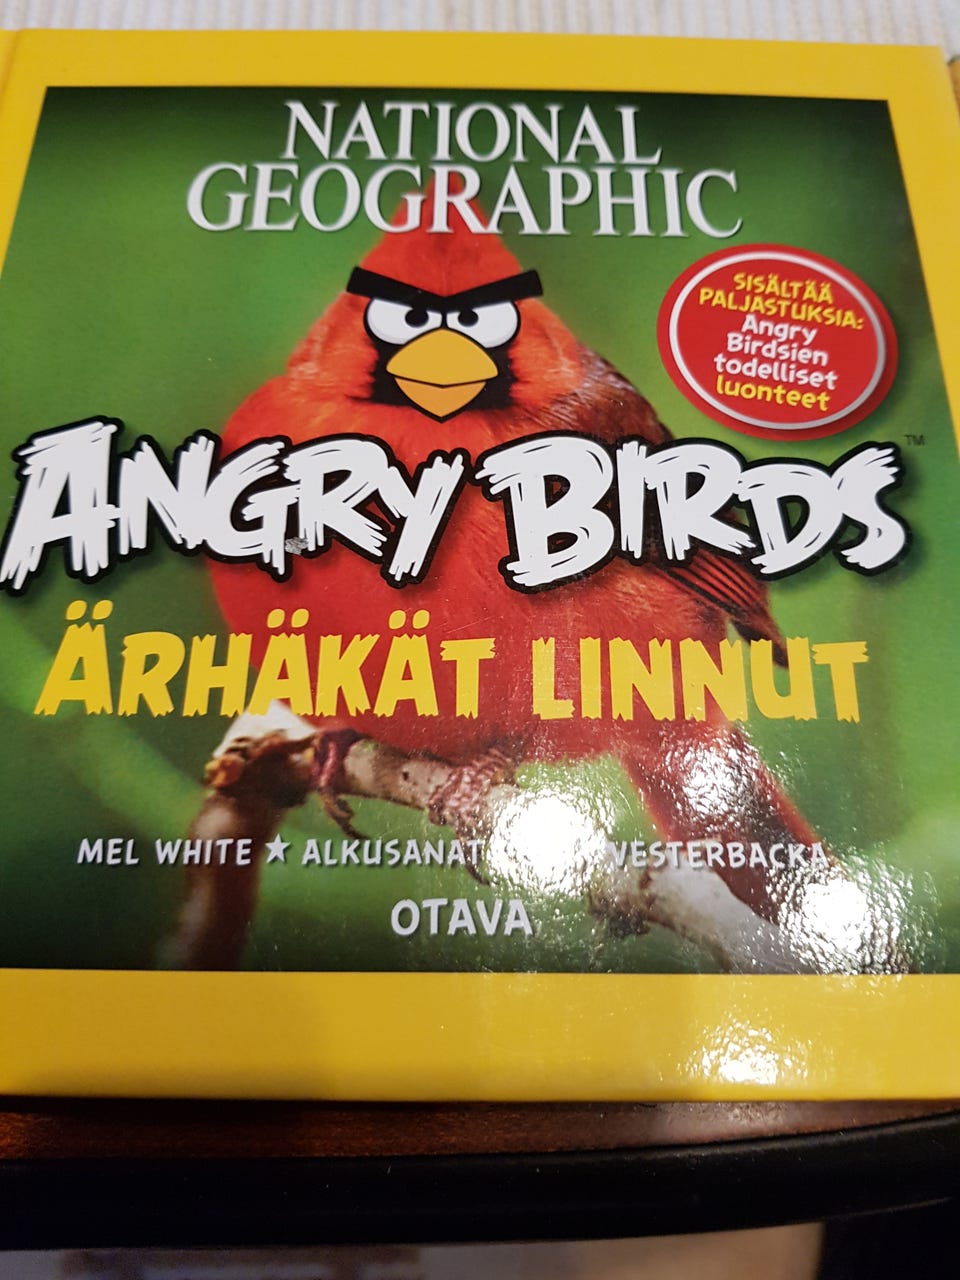 NATIONAL
GEOGRAPHIC
SISÄLTÄÄ
PALJASTUKSIA:
Angry
Birdsien
todelliset
luonteet
ANGRY BIRDS
TM
ÄRHÄKÄT LINNUT
MEL WHITE ★ ALKUSANAT VESTERBACKA
OTAVA